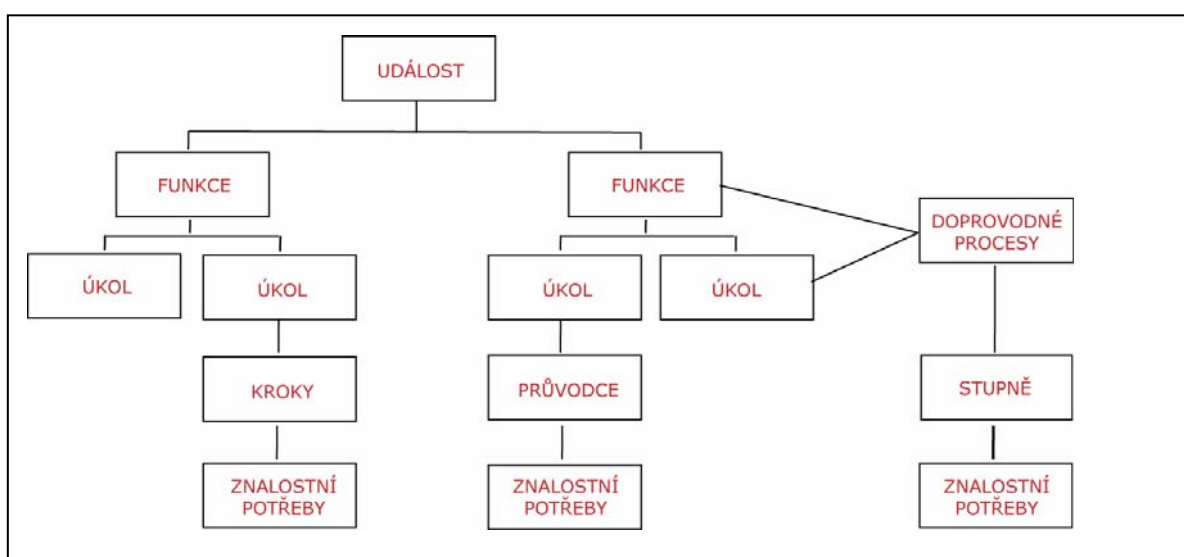 UDÁLOST
FUNKCE
FUNKCE
DOPROVODNÉ
PROCESY
ÚKOL
ÚKOL
ÚKOL
ÚKOL
KROKY
PRŮVODCE
STUPNĚ
ZNALOSTNÍ
POTŘEBY
ZNALOSTNÍ
POTŘEBY
ZNALOSTNÍ
POTŘEBY